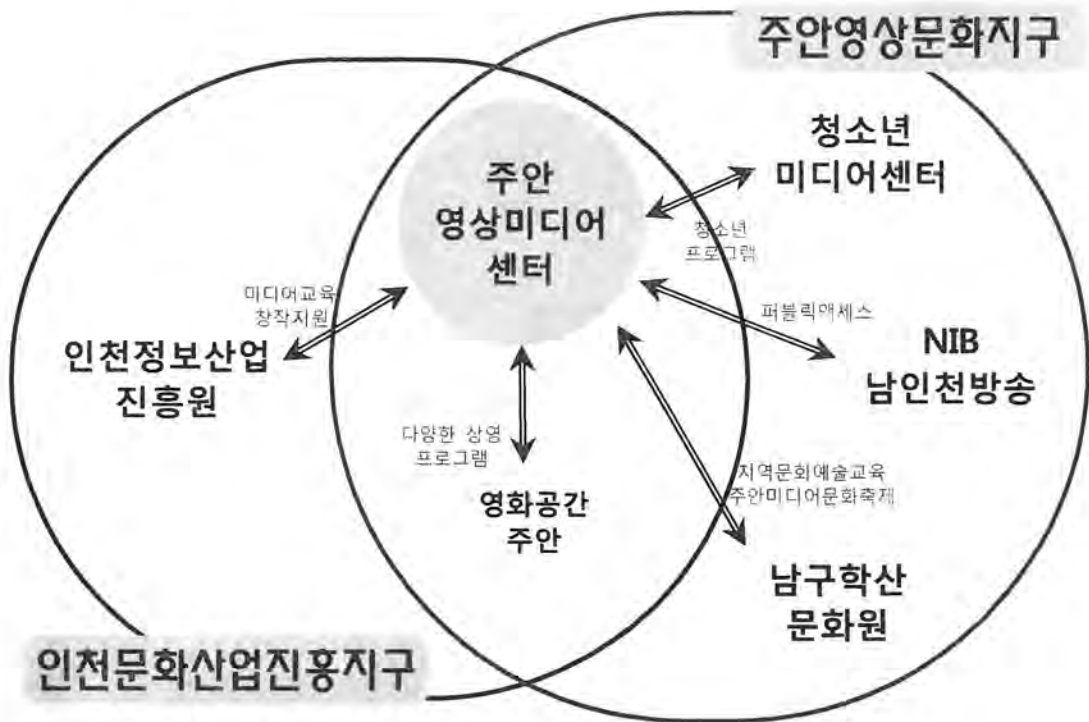 주안영상문화지구
청소년
미디어센터
주안
영상미디어
센터
청소년
프로그램
미디어교육
창작지원
퍼블릭액세스
인천정보산업
진흥원
NIB
남인천방송
다양한 상영
프로그램
지역문화예술교육
주안미디어문화축제
영화공간
주안
남구학산
문화원
인천문화산업진흥지구